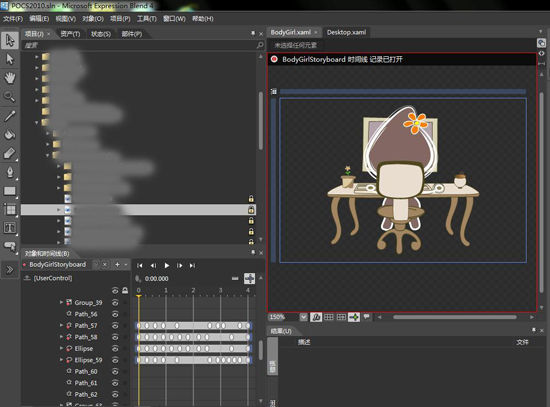 POCS2010.sln - Microsoft Expression Blend 4
文件(F) 编辑(E) 视图(V) 对象(O) 项目(P) 工具(T) 窗口(W) 帮助(H)
项目(J) × 资产(T) 状态(S) 部件(P)
搜索
BodyGirl.xaml × Desktop.xaml
未选择任何元素
BodyGirlStoryboard 时间线 记录已打开
对象和时间线(B) ×
BodyGirlStoryboard
0:00.000
[UserControl]
0 1 2 3 4
Group_39
Path_56
Path_57
Path_58
Ellipse
Ellipse_59
Path_60
Path_61
Path_62
150%
结果(U) ×
描述 文件